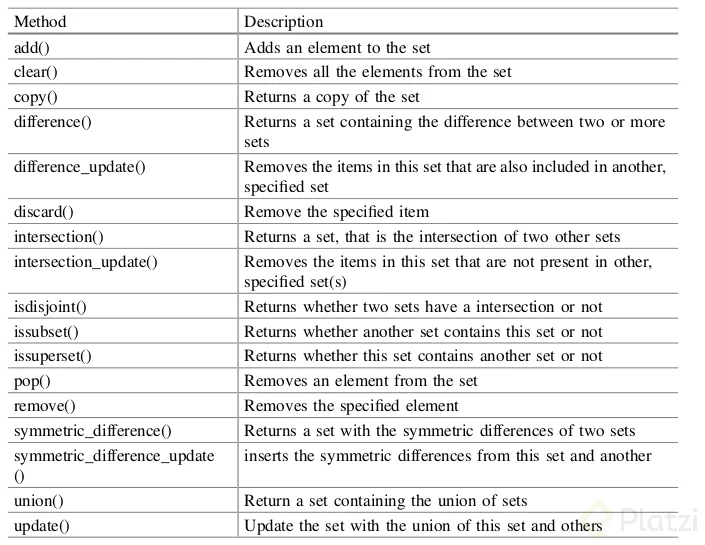 Method Description
add() Adds an element to the set
clear() Removes all the elements from the set
copy() Returns a copy of the set
difference() Returns a set containing the difference between two or more
sets
difference_update() Removes the items in this set that are also included in another,
specified set
discard() Remove the specified item
intersection() Returns a set, that is the intersection of two other sets
intersection_update() Removes the items in this set that are not present in other,
specified set(s)
isdisjoint() Returns whether two sets have a intersection or not
issubset() Returns whether another set contains this set or not
issuperset() Returns whether this set contains another set or not
pop() Removes an element from the set
remove() Removes the specified element
symmetric_difference() Returns a set with the symmetric differences of two sets
symmetric_difference_update inserts the symmetric differences from this set and another
()
union() Return a set containing the union of sets
update() Update the set with the union of this set and others
Platzi